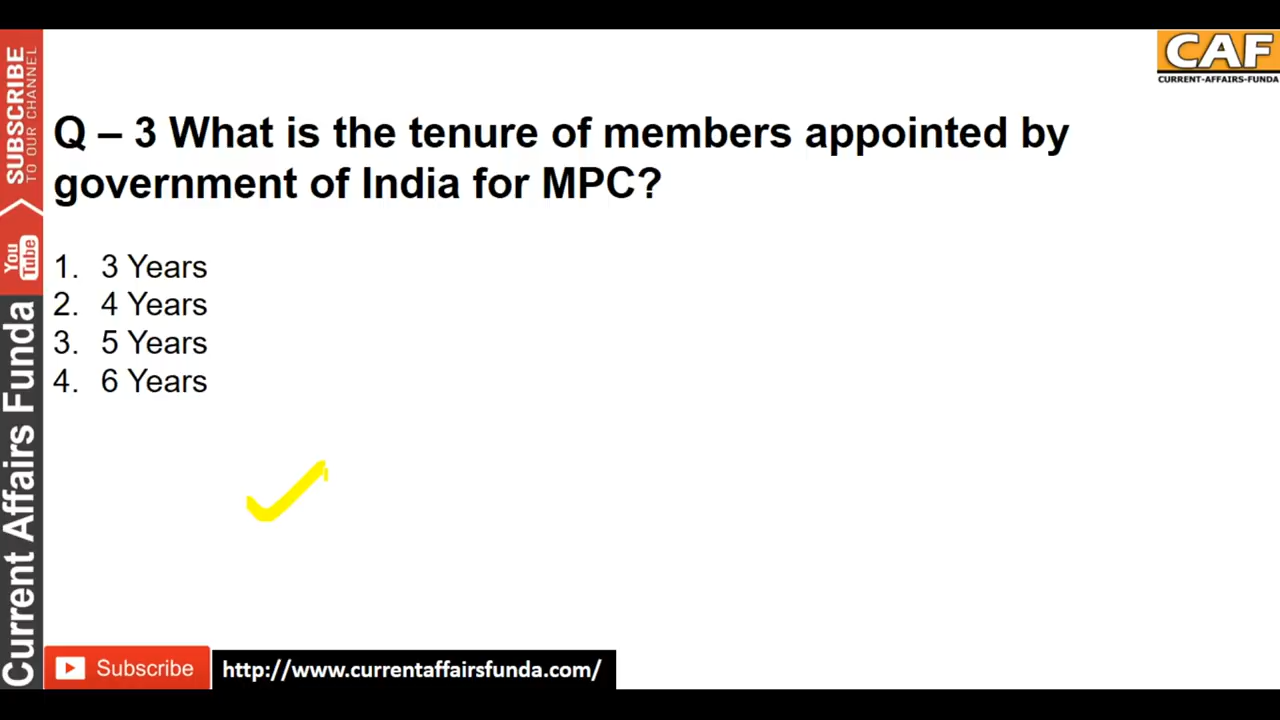 CAF
CURRENT-AFFAIRS-FUNDA
SUBSCRIBE
TO OUR CHANNEL
You
Tube
Current Affairs Funda
Q – 3 What is the tenure of members appointed by
government of India for MPC?
1. 3 Years
2. 4 Years
3. 5 Years
4. 6 Years
Subscribe
http://www.currentaffairsfunda.com/